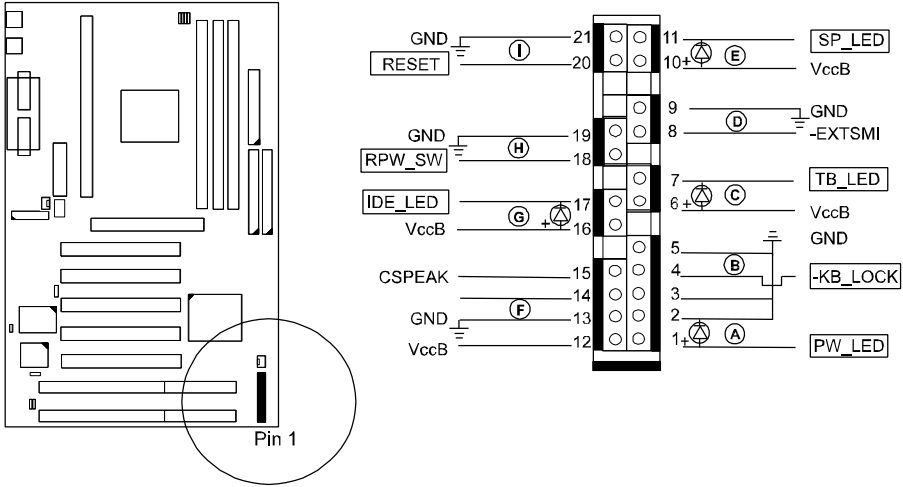 Pin 1
GND 21 11 SP_LED
I E
RESET 20 10+ VccB
9 GND
D
8 -EXTSMI
GND 19
H
RPW_SW 18
7 TB_LED
C
6+ VccB
IDE_LED 17
G
VccB + 16
GND
5
B
CSPEAK 15 4 -KB_LOCK
14 3
F
GND 13 2
A
VccB 12 1+ PW_LED